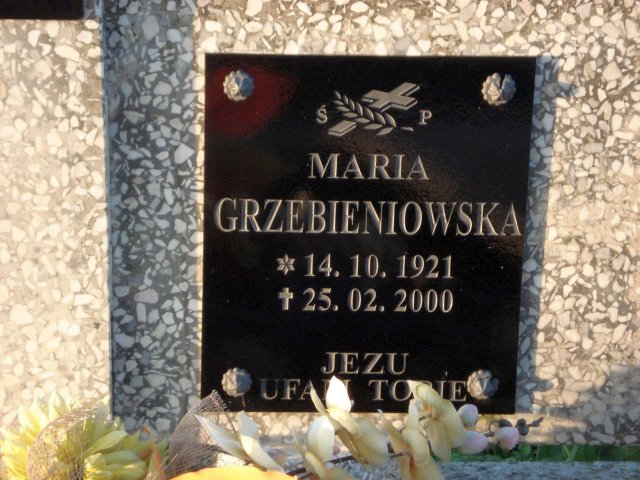 Ś P
MARIA
GRZEBIENIOWSKA
* 14. 10. 1921
✝ 25. 02. 2000
JEZU
UFAM TOBIE